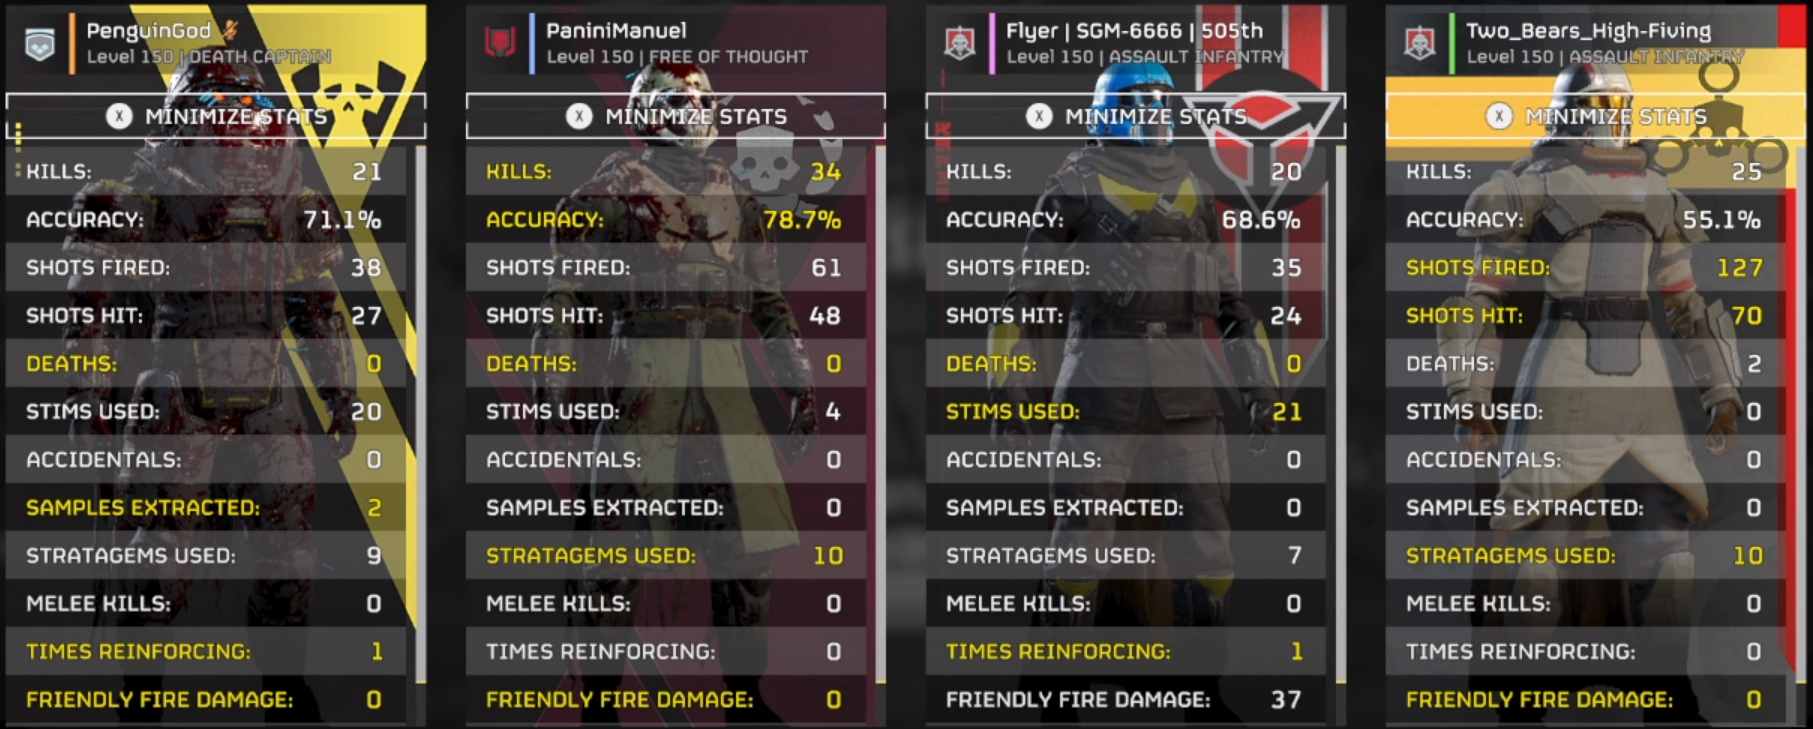 PenguinGod
Level 150 | DEATH CAPTAIN
X MINIMIZE STATS
KILLS: 21
ACCURACY: 71.1%
SHOTS FIRED: 38
SHOTS HIT: 27
DEATHS: 0
STIMS USED: 20
ACCIDENTALS: 0
SAMPLES EXTRACTED: 2
STRATAGEMS USED: 9
MELEE KILLS: 0
TIMES REINFORCING: 1
FRIENDLY FIRE DAMAGE: 0
PaniniManuel
Level 150 | FREE OF THOUGHT
X MINIMIZE STATS
KILLS: 34
ACCURACY: 78.7%
SHOTS FIRED: 61
SHOTS HIT: 48
DEATHS: 0
STIMS USED: 4
ACCIDENTALS: 0
SAMPLES EXTRACTED: 0
STRATAGEMS USED: 10
MELEE KILLS: 0
TIMES REINFORCING: 0
FRIENDLY FIRE DAMAGE: 0
Flyer | SGM-6666 | 505th
Level 150 | ASSAULT INFANTRY
X MINIMIZE STATS
KILLS: 20
ACCURACY: 68.6%
SHOTS FIRED: 35
SHOTS HIT: 24
DEATHS: 0
STIMS USED: 21
ACCIDENTALS: 0
SAMPLES EXTRACTED: 0
STRATAGEMS USED: 7
MELEE KILLS: 0
TIMES REINFORCING: 1
FRIENDLY FIRE DAMAGE: 37
Two_Bears_High-Fiving
Level 150 | ASSAULT INFANTRY
X MINIMIZE STATS
KILLS: 25
ACCURACY: 55.1%
SHOTS FIRED: 127
SHOTS HIT: 70
DEATHS: 2
STIMS USED: 0
ACCIDENTALS: 0
SAMPLES EXTRACTED: 0
STRATAGEMS USED: 10
MELEE KILLS: 0
TIMES REINFORCING: 0
FRIENDLY FIRE DAMAGE: 0